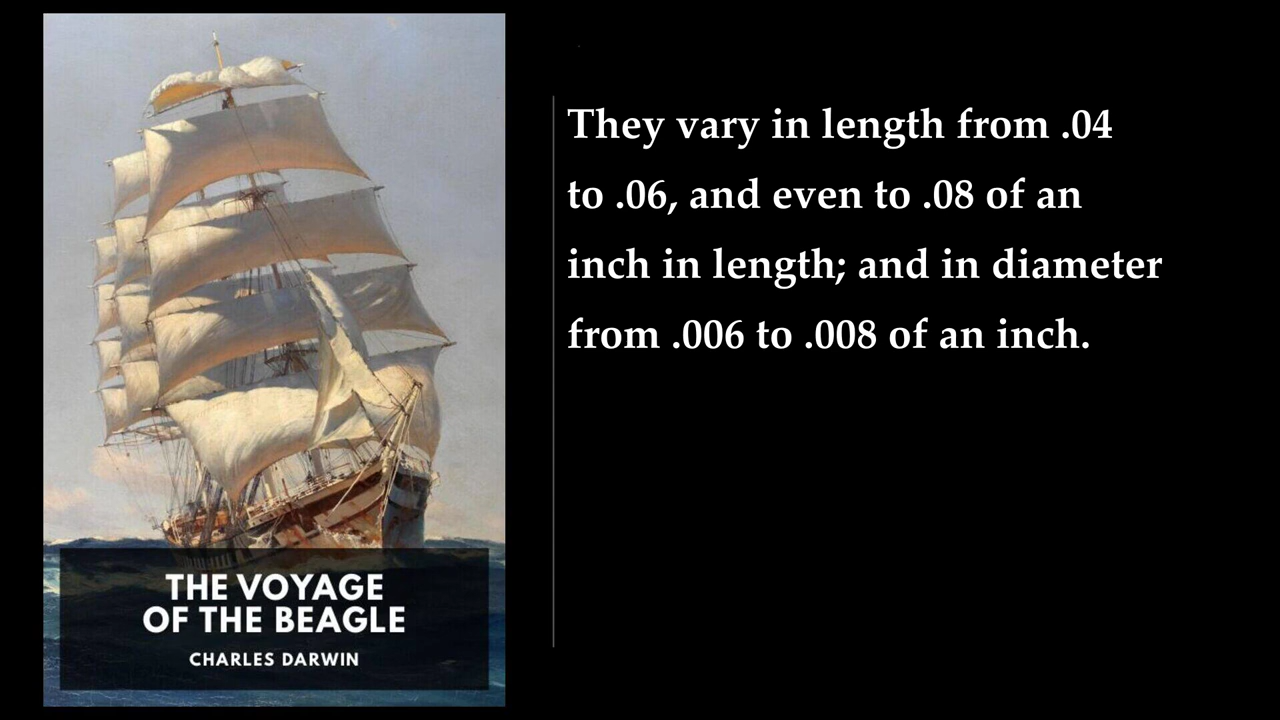 THE VOYAGE
OF THE BEAGLE
CHARLES DARWIN
They vary in length from .04
to .06, and even to .08 of an
inch in length; and in diameter
from .006 to .008 of an inch.